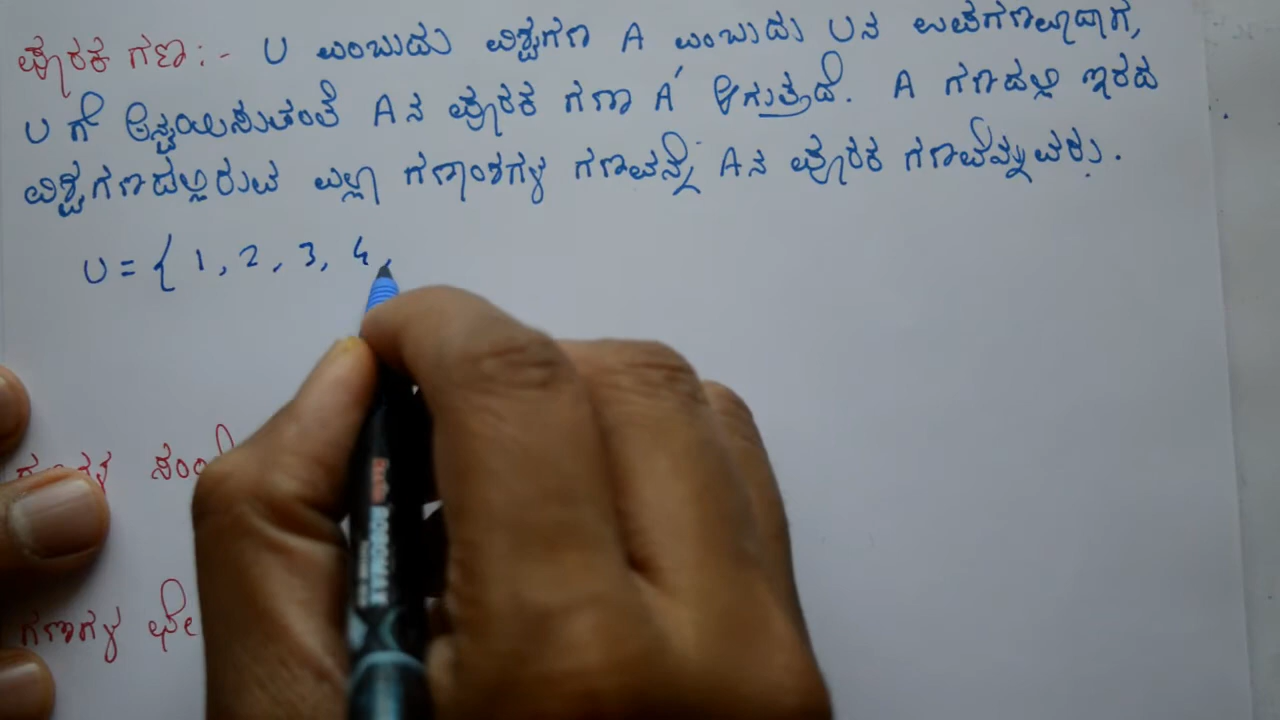 ಪೂರಕ ಗಣ :- U ಎಂಬುದು ವಿಶ್ವಗಣ A ಎಂಬುದು U ನ ಉಪಗಣವಾದಾಗ,
U ಗೆ ಅನ್ವಯಿಸುವಂತೆ A ನ ಪೂರಕ ಗಣ A′ ಆಗುತ್ತದೆ. A ಗಣದಲ್ಲಿ ಇರದ
ವಿಶ್ವಗಣದಲ್ಲಿರುವ ಎಲ್ಲಾ ಗಣಾಂಶಗಳ ಗಣವನ್ನೇ A ನ ಪೂರಕ ಗಣವೆನ್ನುವರು.
U = { 1, 2, 3, 4,
ಗಣಗಳ